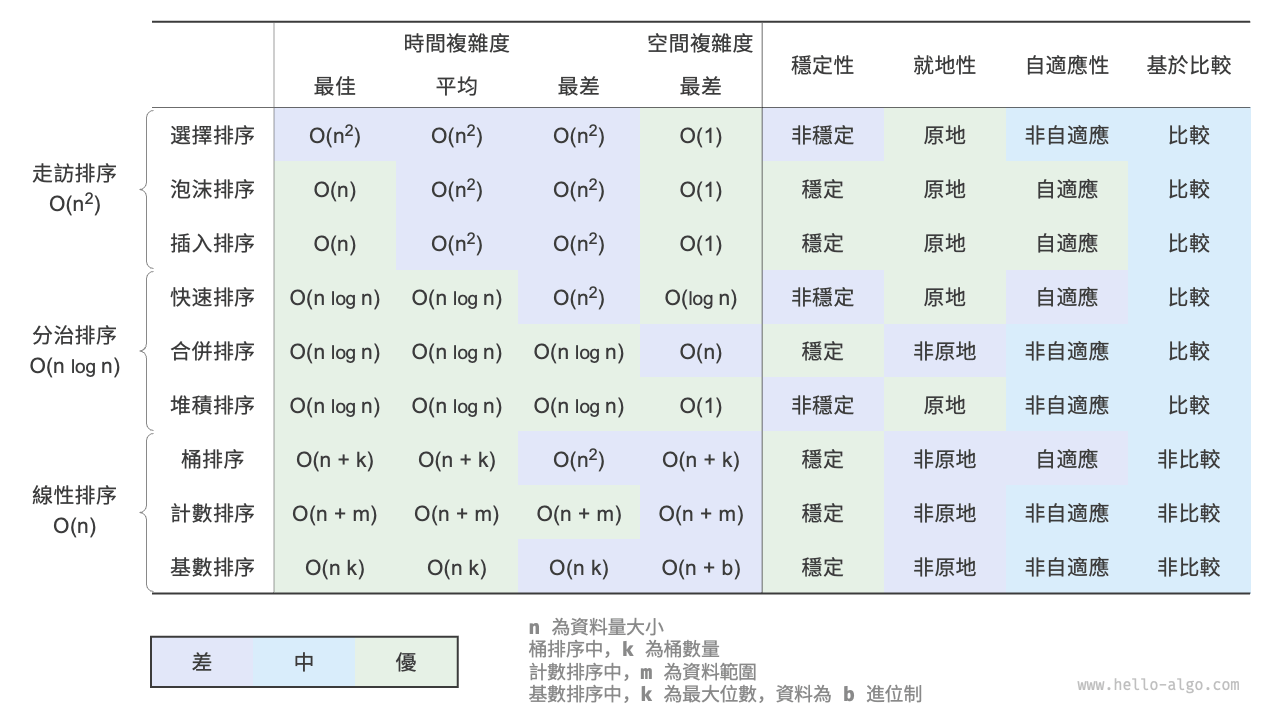 時間複雜度 空間複雜度 穩定性 就地性 自適應性 基於比較
最佳 平均 最差 最差
走訪排序
O(n²)
選擇排序 O(n²) O(n²) O(n²) O(1) 非穩定 原地 非自適應 比較
泡沫排序 O(n) O(n²) O(n²) O(1) 穩定 原地 自適應 比較
插入排序 O(n) O(n²) O(n²) O(1) 穩定 原地 自適應 比較
分治排序
O(n log n)
快速排序 O(n log n) O(n log n) O(n²) O(log n) 非穩定 原地 自適應 比較
合併排序 O(n log n) O(n log n) O(n log n) O(n) 穩定 非原地 非自適應 比較
堆積排序 O(n log n) O(n log n) O(n log n) O(1) 非穩定 原地 非自適應 比較
線性排序
O(n)
桶排序 O(n + k) O(n + k) O(n²) O(n + k) 穩定 非原地 自適應 非比較
計數排序 O(n + m) O(n + m) O(n + m) O(n + m) 穩定 非原地 非自適應 非比較
基數排序 O(n k) O(n k) O(n k) O(n + b) 穩定 非原地 非自適應 非比較
差 中 優
n 為資料量大小
桶排序中，k 為桶數量
計數排序中，m 為資料範圍
基數排序中，k 為最大位數，資料為 b 進位制
www.hello-algo.com